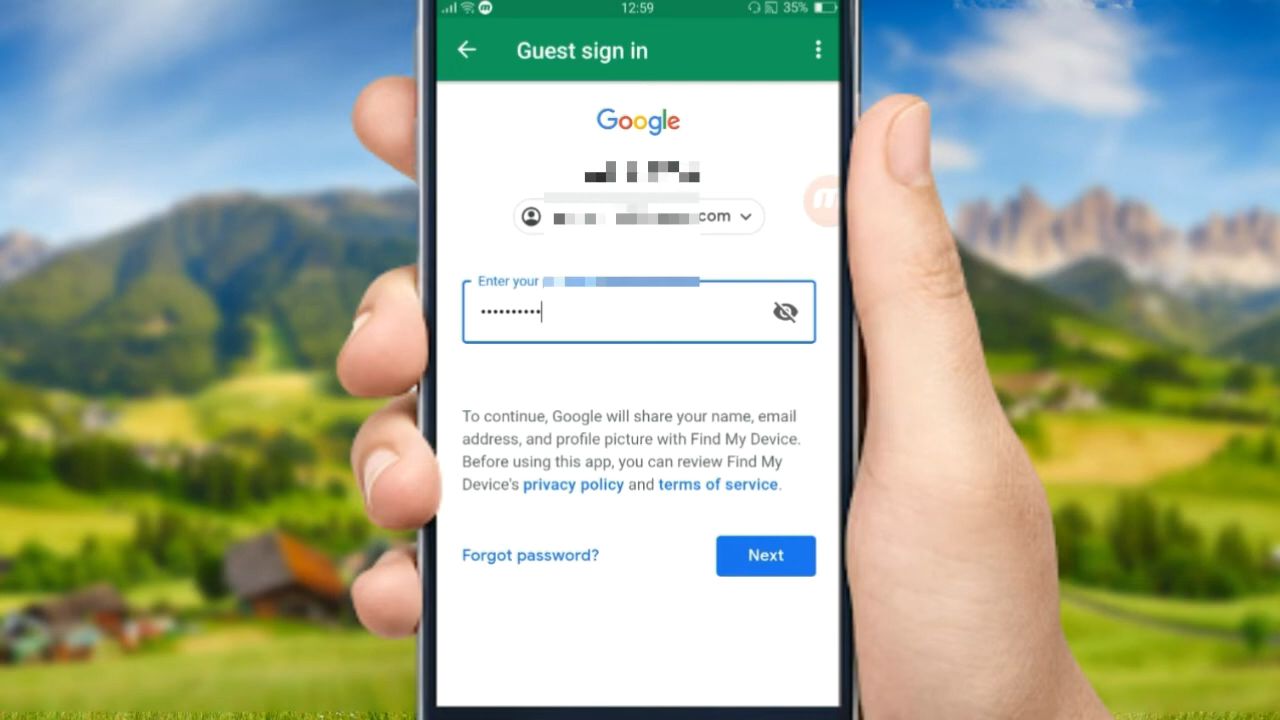 12:59
35%
Guest sign in
Google
com
Enter your
••••••••••
To continue, Google will share your name, email
address, and profile picture with Find My Device.
Before using this app, you can review Find My
Device's privacy policy and terms of service.
Forgot password?
Next